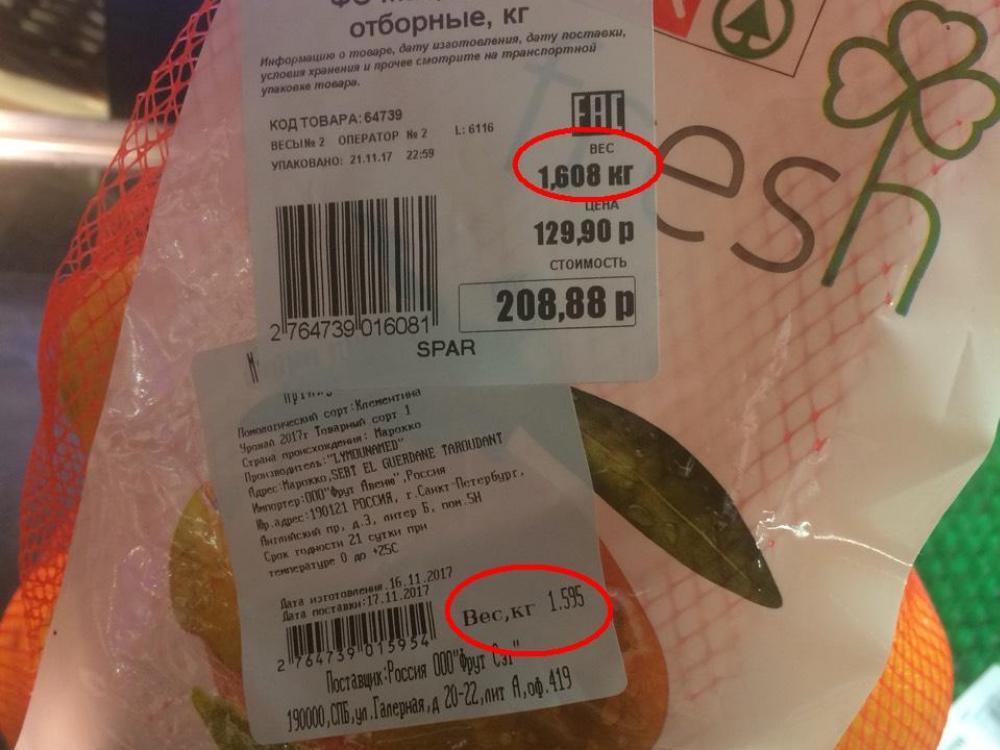 отборные, кг
Информацию о товаре, дату изготовления, дату поставки,
условия хранения и прочее смотрите на транспортной
упаковке товара.
КОД ТОВАРА: 64739
ВЕСЫ№ 2 ОПЕРАТОР № 2 L: 6116
УПАКОВАНО: 21.11.17 22:59
EAC
ВЕС
1,608 кг
ЦЕНА
129,90 р
СТОИМОСТЬ
208,88 р
2 764739 016081
SPAR
fresh
Помологический сорт:Клементина
Урожай 2017г Товарный сорт 1
Страна происхождения: Марокко
Производитель:"LYMOUNAMED"
Адрес:Марокко,SEBT EL GUERDANE TAROUDANT
Импортер:ООО"Фрут Авеню",Россия
Юр.адрес:190121 РОССИЯ, г.Санкт-Петербург,
Английский пр, д.3, литер Б, пом.5Н
Срок годности 21 сутки при
температуре 0 до +25С
Дата изготовления.16.11.2017
Дата поставки:17.11.2017
Вес,кг 1.595
2 764739 015954
Поставщик:Россия ООО"Фрут Сэт"
190000,СПБ,ул.Галерная,д 20-22,лит А,оф.419